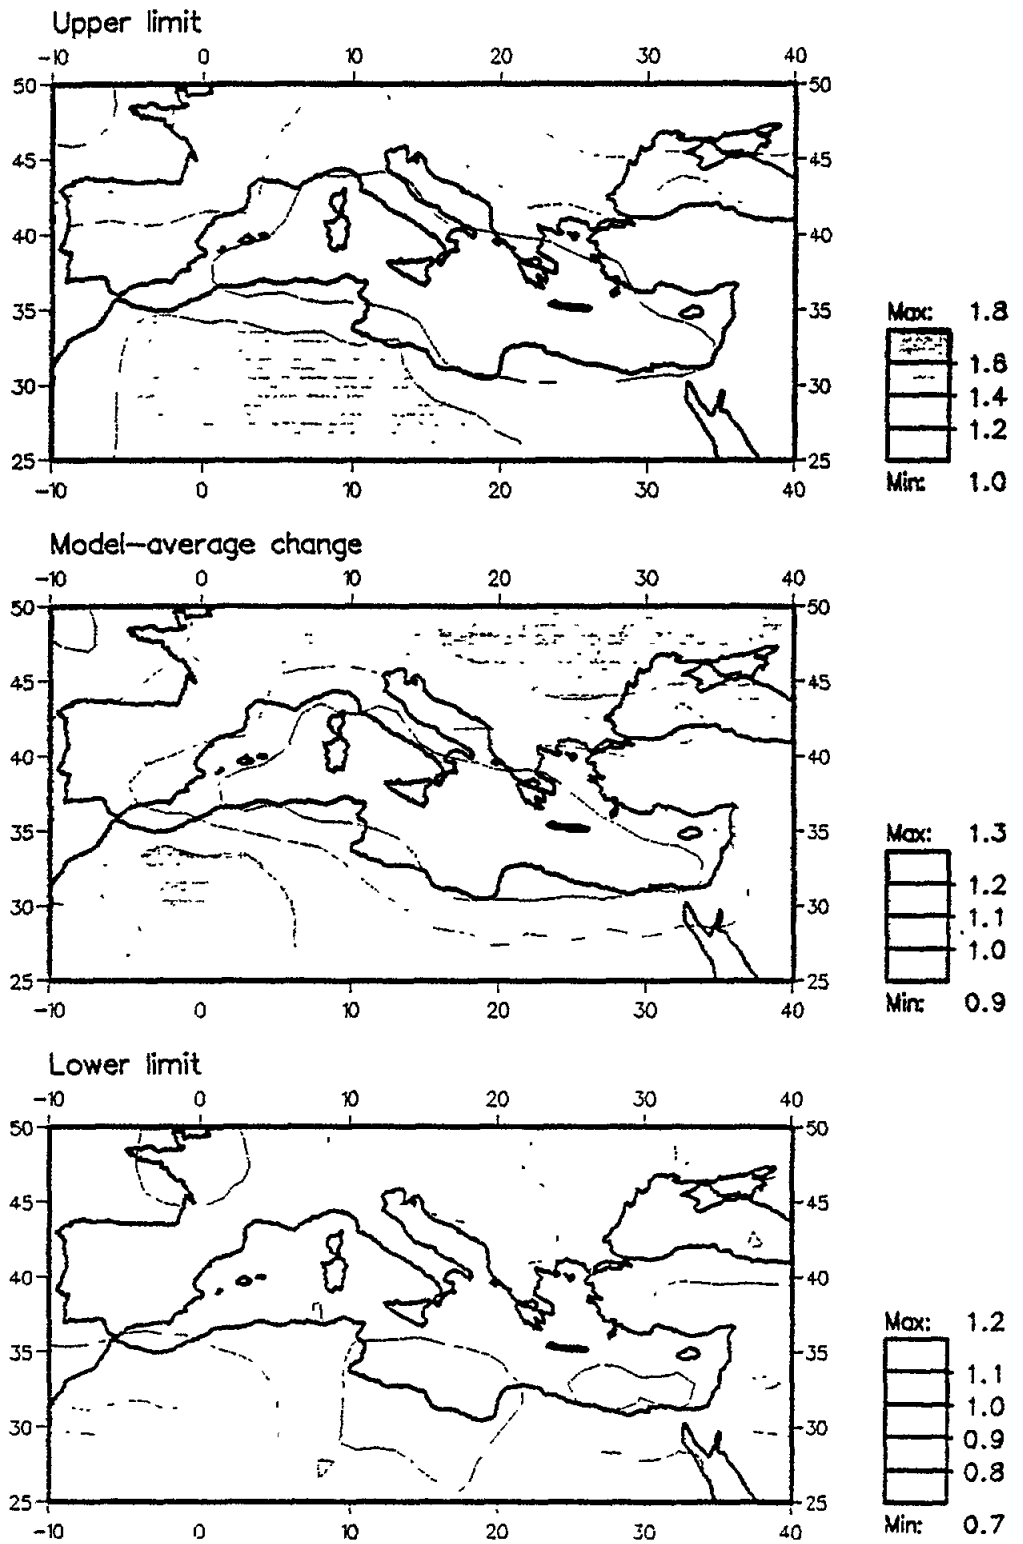 Upper limit
-10 0 10 20 30 40
50 50
45 45
40 40
35 35
30 30
25 25
-10 0 10 20 30 40
Max: 1.8
1.6
1.4
1.2
Min: 1.0
Model-average change
-10 0 10 20 30 40
50 50
45 45
40 40
35 35
30 30
25 25
-10 0 10 20 30 40
Max: 1.3
1.2
1.1
1.0
Min: 0.9
Lower limit
-10 0 10 20 30 40
50 50
45 45
40 40
35 35
30 30
25 25
-10 0 10 20 30 40
Max: 1.2
1.1
1.0
0.9
0.8
Min: 0.7